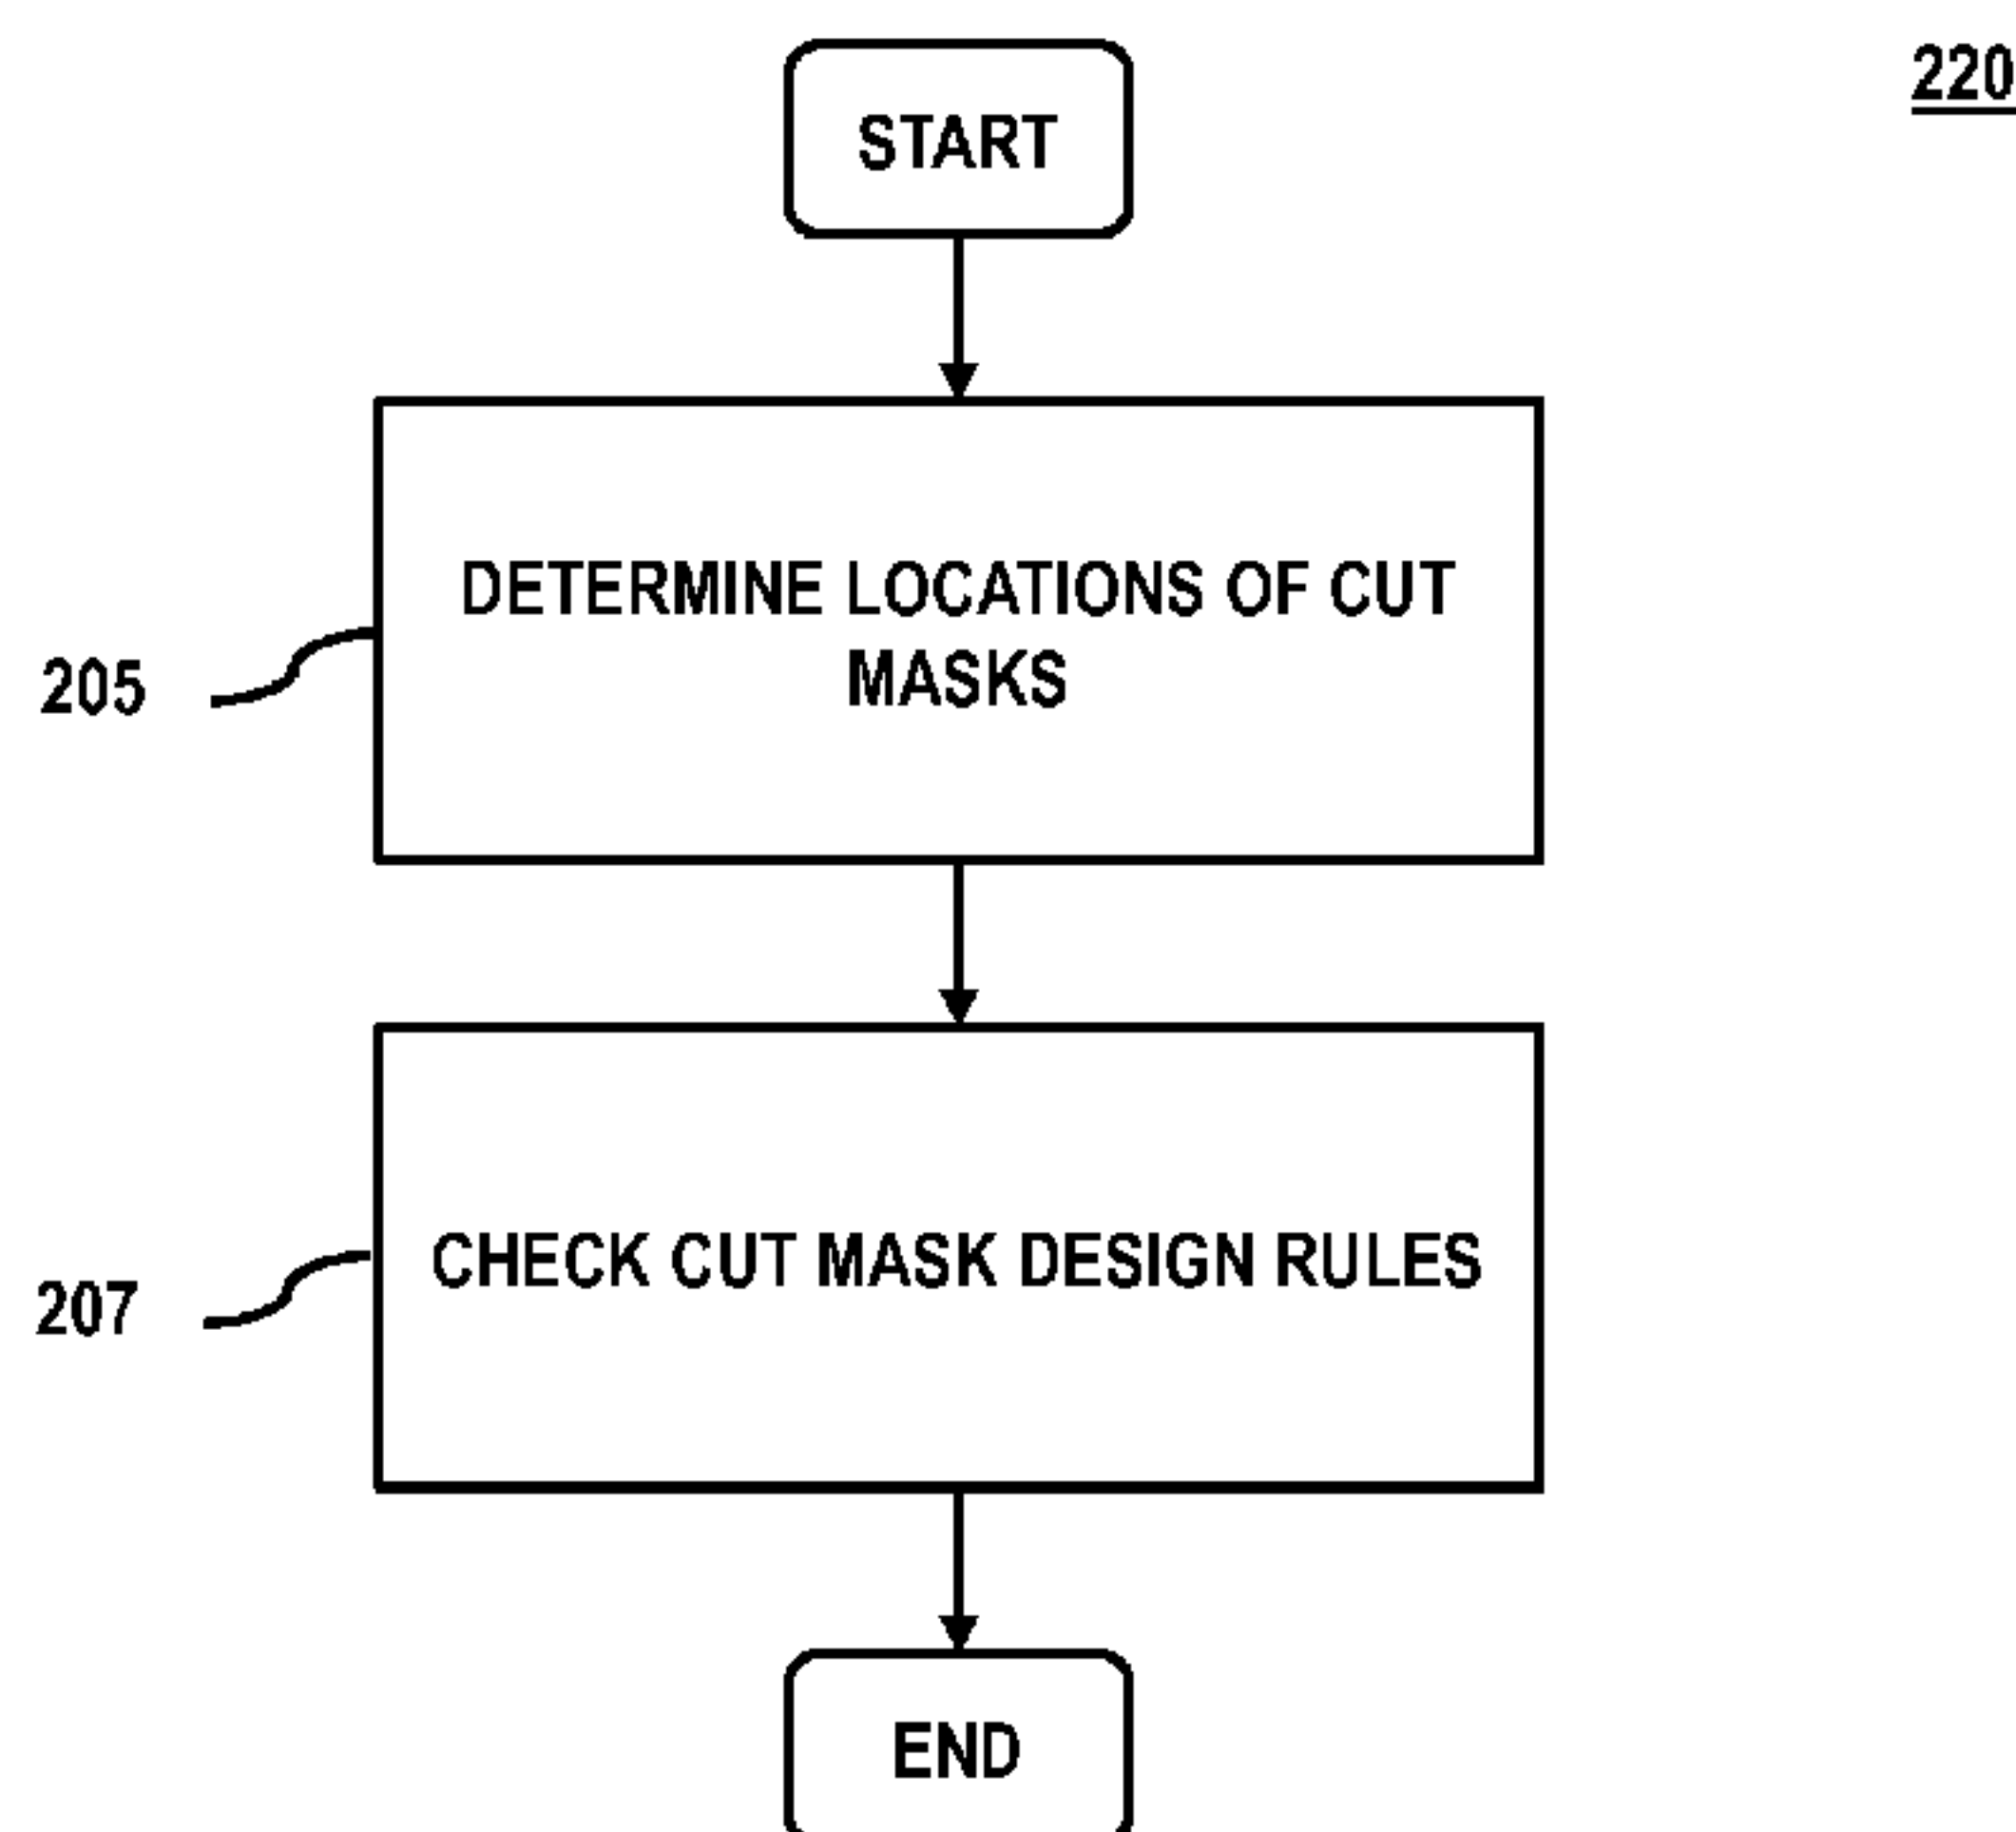 START
220
DETERMINE LOCATIONS OF CUT
MASKS
205
CHECK CUT MASK DESIGN RULES
207
END